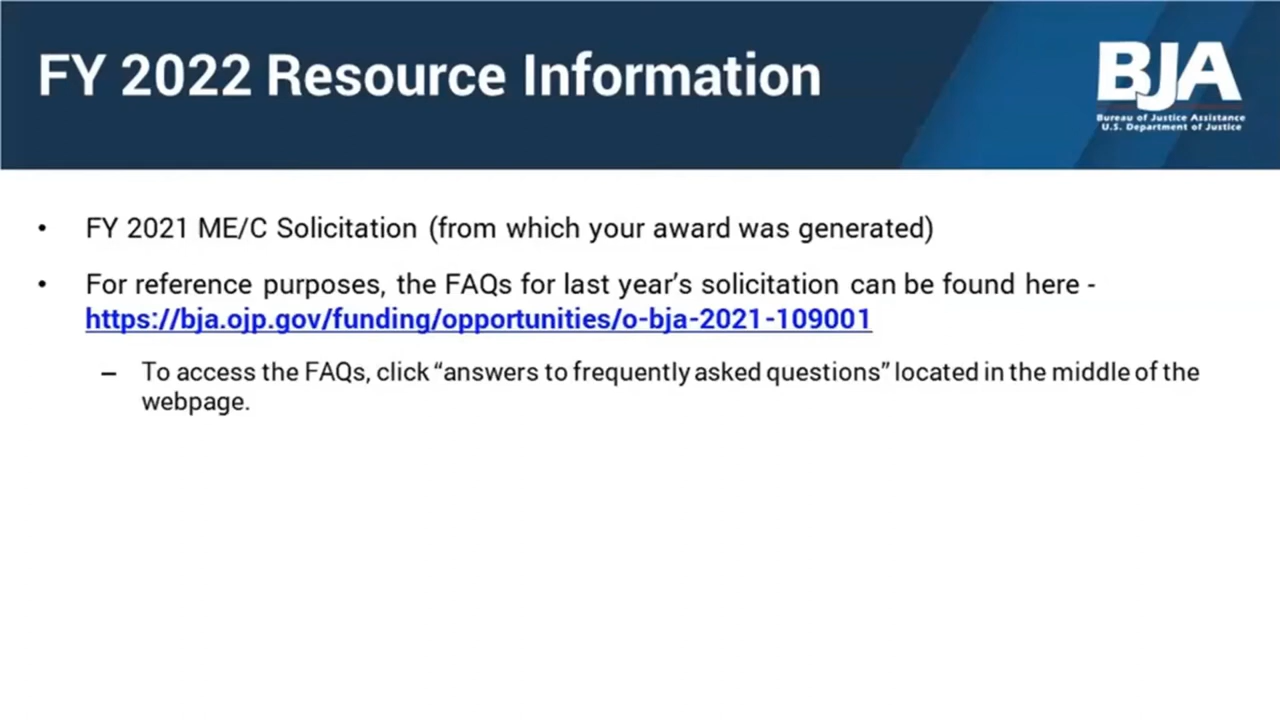 FY 2022 Resource Information
BJA
Bureau of Justice Assistance
U.S. Department of Justice
• FY 2021 ME/C Solicitation (from which your award was generated)
• For reference purposes, the FAQs for last year’s solicitation can be found here -
https://bja.ojp.gov/funding/opportunities/o-bja-2021-109001
– To access the FAQs, click “answers to frequently asked questions” located in the middle of the
webpage.